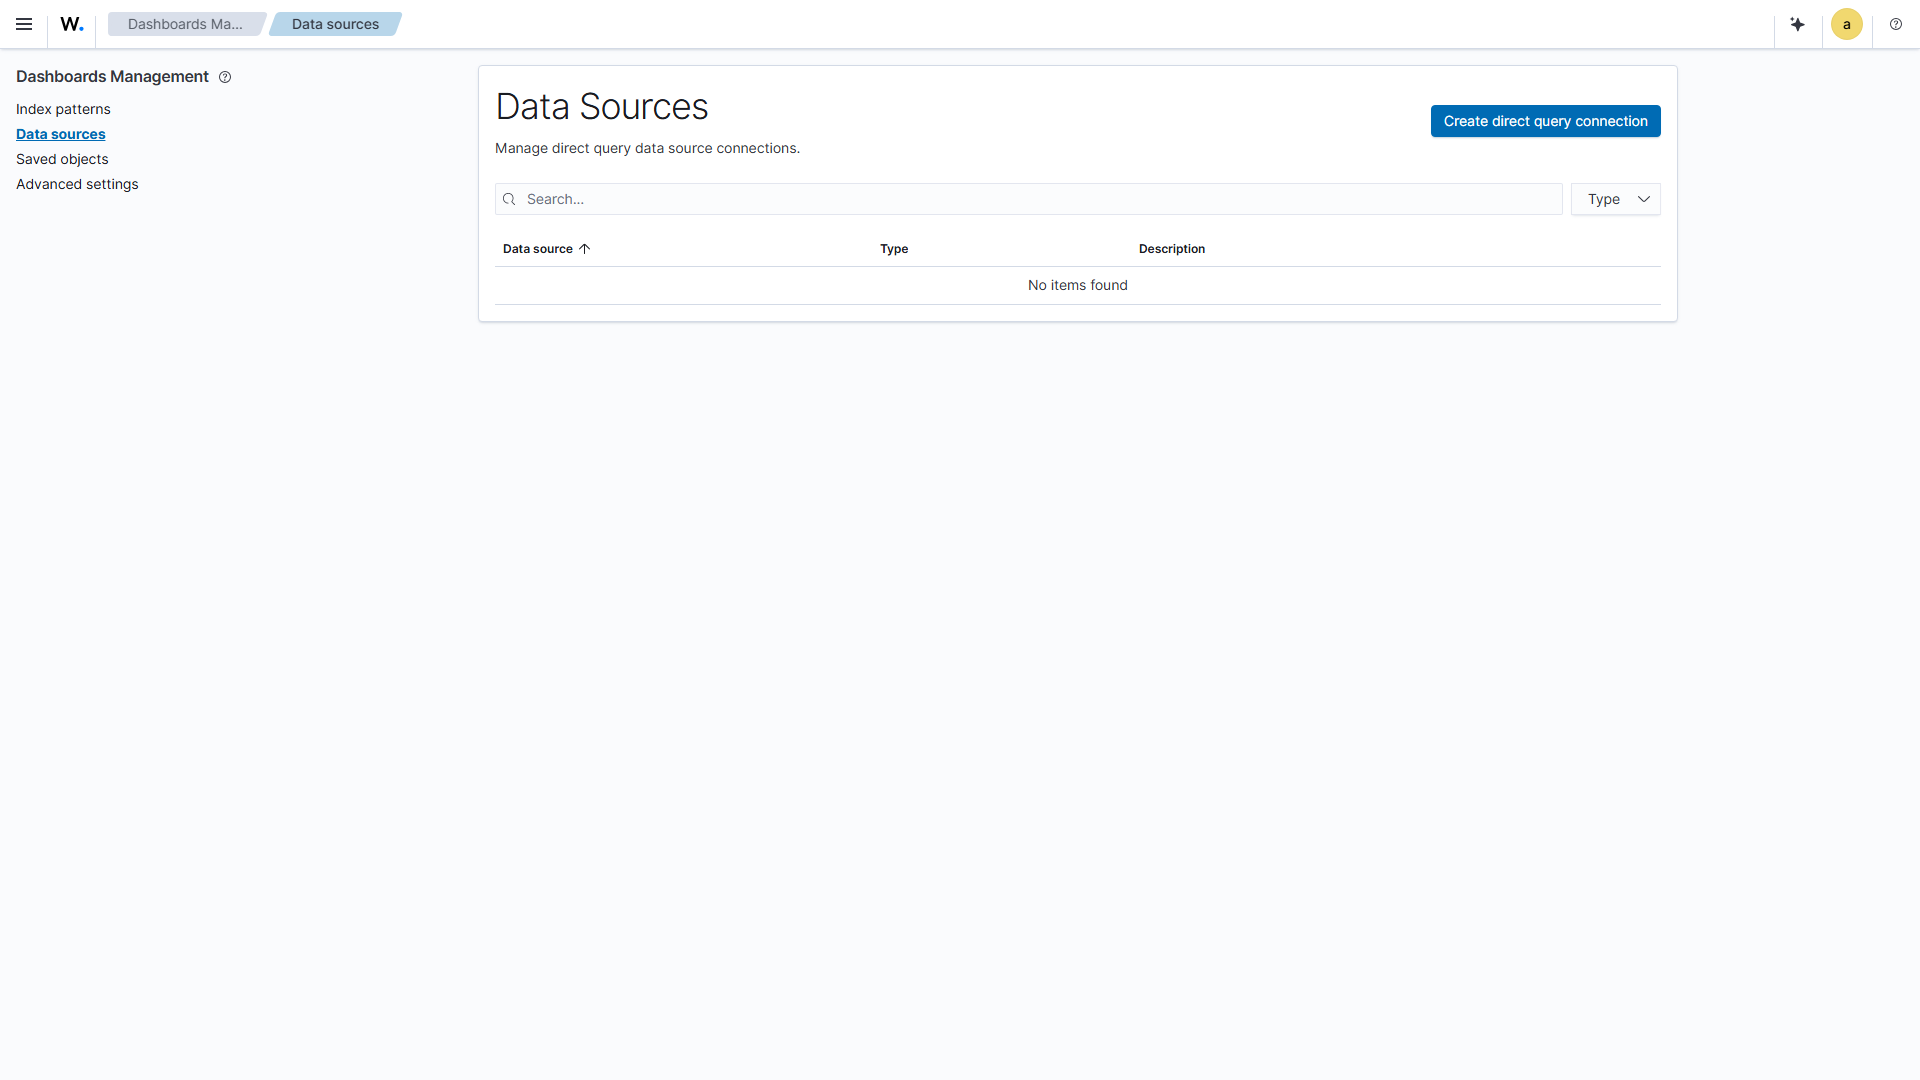 W.
Dashboards Ma...
Data sources
a
Dashboards Management
Index patterns
Data sources
Saved objects
Advanced settings
Data Sources
Manage direct query data source connections.
Create direct query connection
Search...
Type
Data source
Type
Description
No items found